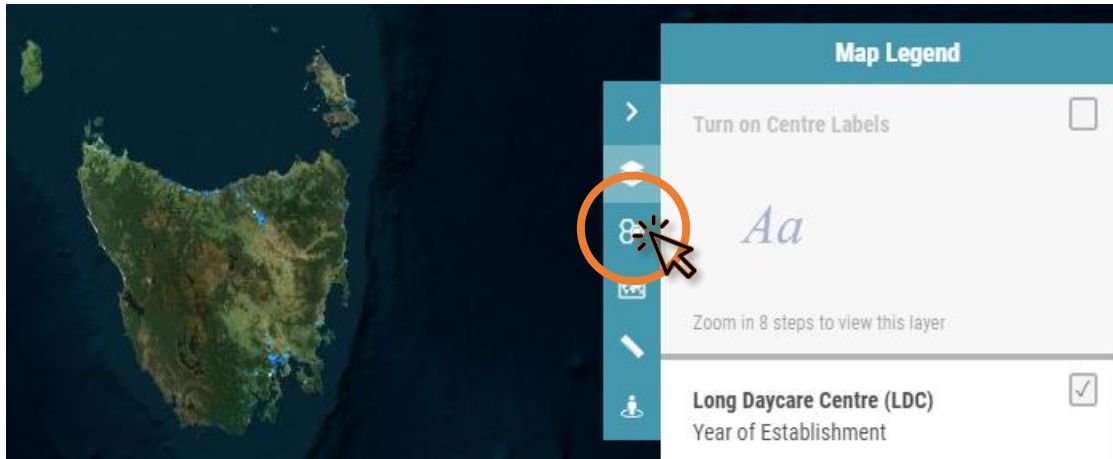 Map Legend
Turn on Centre Labels
Aa
Zoom in 8 steps to view this layer
Long Daycare Centre (LDC)
Year of Establishment